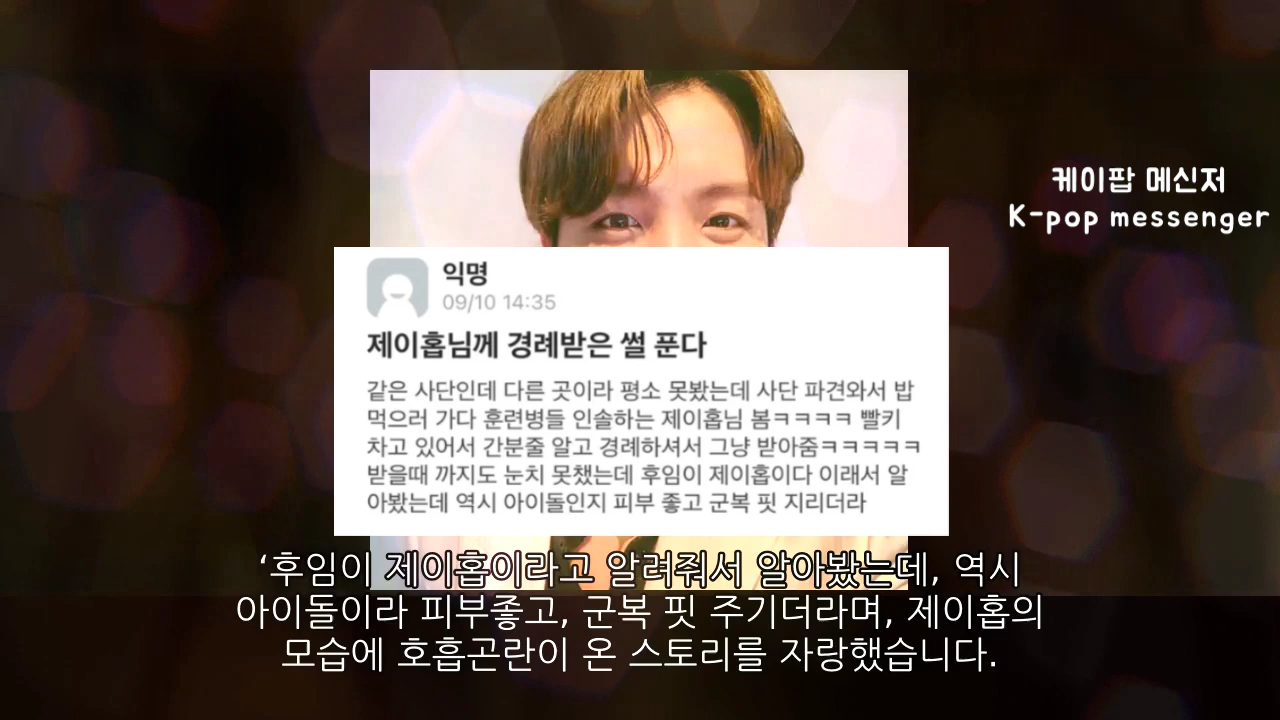 케이팝 메신저
K-pop messenger
익명
09/10 14:35
제이홉님께 경례받은 썰 푼다
같은 사단인데 다른 곳이라 평소 못봤는데 사단 파견와서 밥
먹으러 가다 훈련병들 인솔하는 제이홉님 봄ㅋㅋㅋㅋ 빨키
차고 있어서 간분줄 알고 경례하셔서 그냥 받아줌ㅋㅋㅋㅋㅋ
받을때 까지도 눈치 못챘는데 후임이 제이홉이다 이래서 알
아봤는데 역시 아이돌인지 피부 좋고 군복 핏 지리더라
‘후임이 제이홉이라고 알려줘서 알아봤는데, 역시
아이돌이라 피부좋고, 군복 핏 주기더라며, 제이홉의
모습에 호흡곤란이 온 스토리를 자랑했습니다.